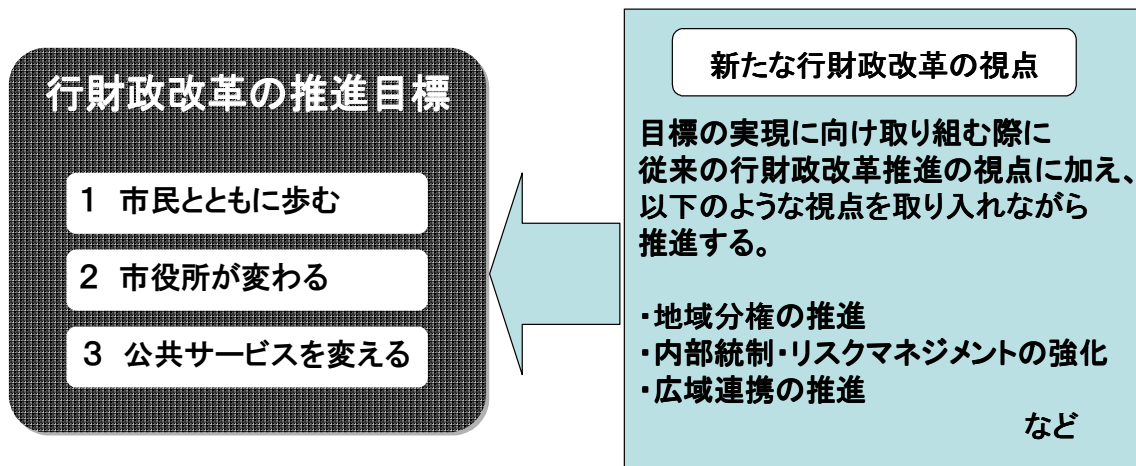 行財政改革の推進目標
1 市民とともに歩む
2 市役所が変わる
3 公共サービスを変える
新たな行財政改革の視点
目標の実現に向け取り組む際に
従来の行財政改革推進の視点に加え、
以下のような視点を取り入れながら
推進する。
・地域分権の推進
・内部統制・リスクマネジメントの強化
・広域連携の推進
など